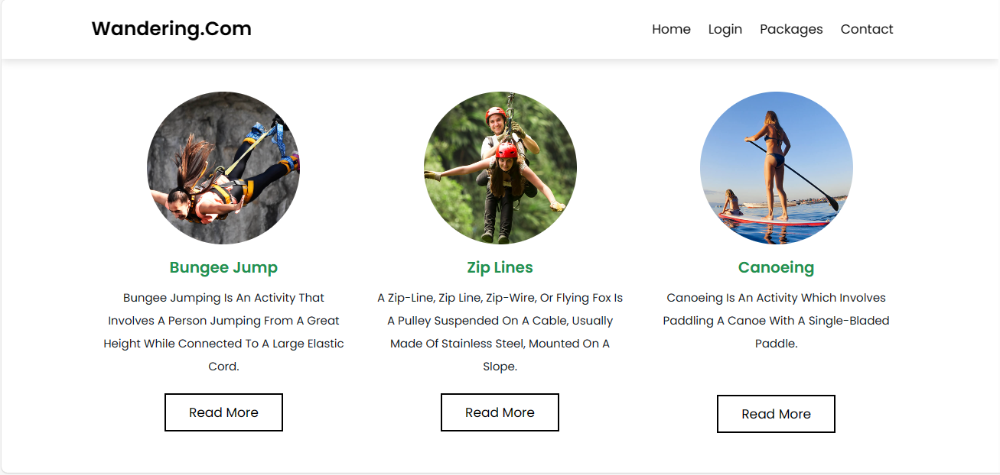 Wandering.Com
Home Login Packages Contact
Bungee Jump
Bungee Jumping Is An Activity That
Involves A Person Jumping From A Great
Height While Connected To A Large Elastic
Cord.
Read More
Zip Lines
A Zip-Line, Zip Line, Zip-Wire, Or Flying Fox Is
A Pulley Suspended On A Cable, Usually
Made Of Stainless Steel, Mounted On A
Slope.
Read More
Canoeing
Canoeing Is An Activity Which Involves
Paddling A Canoe With A Single-Bladed
Paddle.
Read More